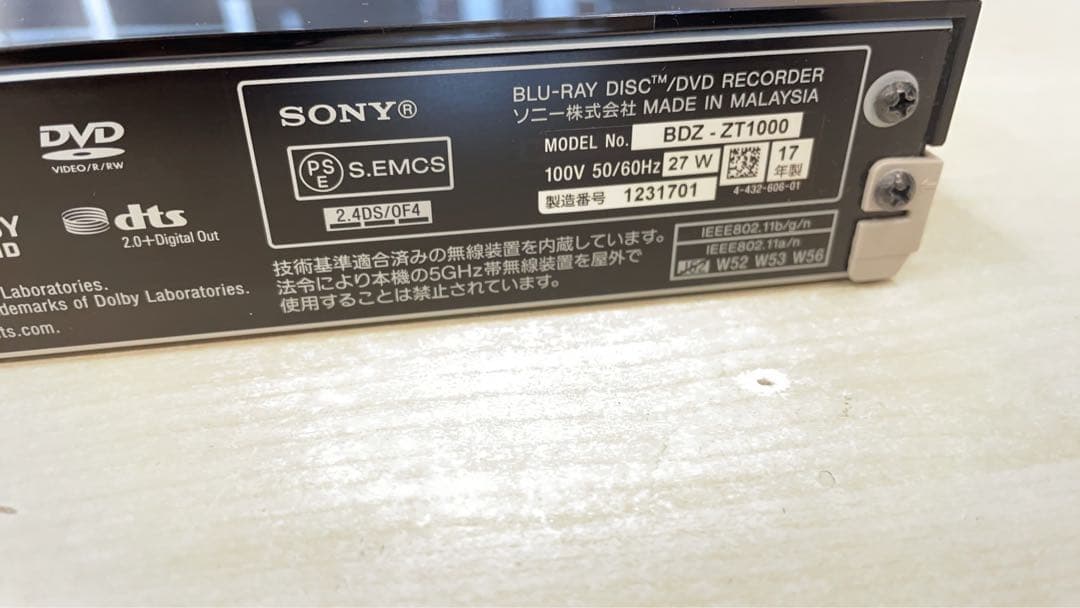 DVD
VIDEO/R/RW
dts
2.0+Digital Out
Laboratories.
demarks of Dolby Laboratories.
ts.com.
SONY®
PSE S.EMCS
2.4DS/OF4
BLU-RAY DISC™/DVD RECORDER
ソニー株式会社 MADE IN MALAYSIA
MODEL No. BDZ-ZT1000
100V 50/60Hz 27 W
17年製
製造番号 1231701
4-432-606-01
技術基準適合済みの無線装置を内蔵しています。
法令により本機の5GHz帯無線装置を屋外で
使用することは禁止されています。
IEEE802.11b/g/n
IEEE802.11a/n
J52 W52 W53 W56